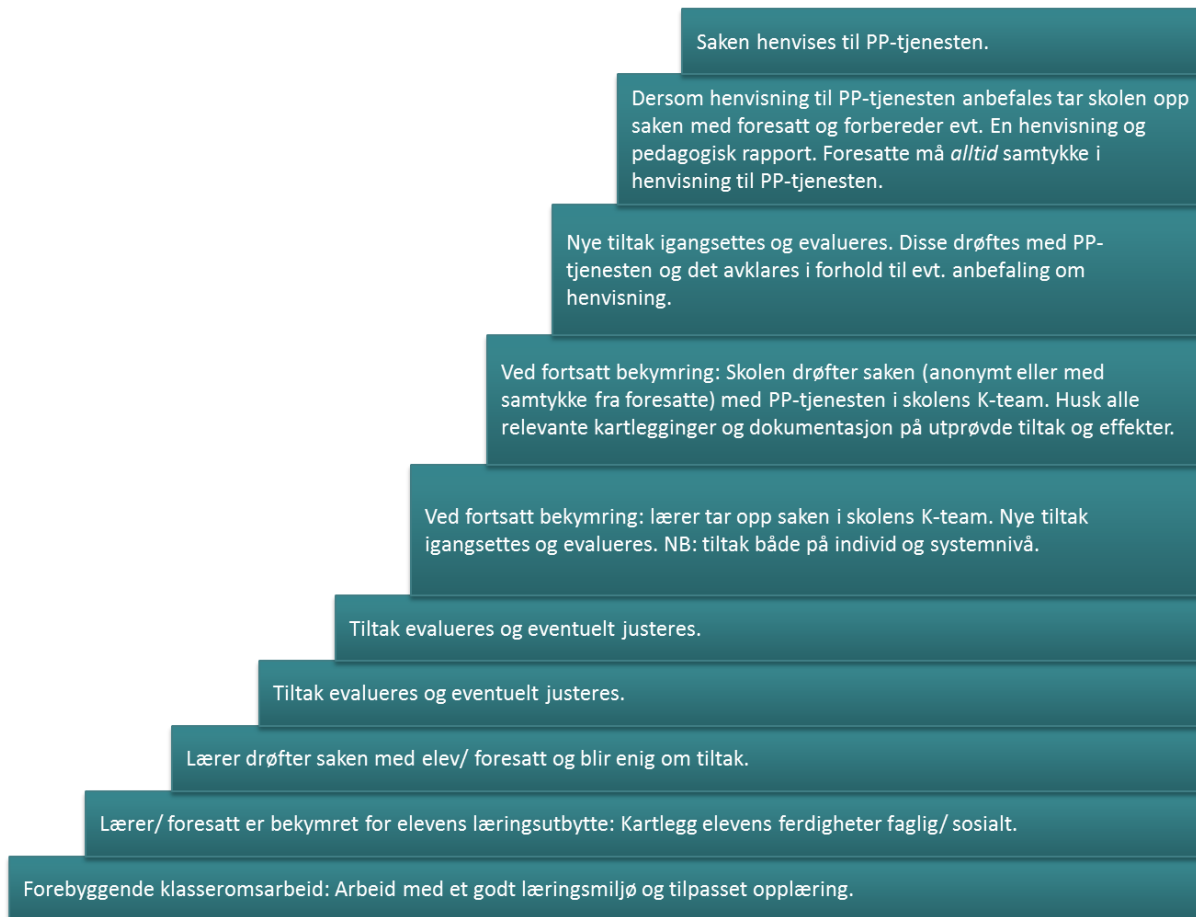 Saken henvises til PP-tjenesten.
Dersom henvisning til PP-tjenesten anbefales tar skolen opp
saken med foresatt og forbereder evt. En henvisning og
pedagogisk rapport. Foresatte må alltid samtykke i
henvisning til PP-tjenesten.
Nye tiltak igangsettes og evalueres. Disse drøftes med PP-
tjenesten og det avklares i forhold til evt. anbefaling om
henvisning.
Ved fortsatt bekymring: Skolen drøfter saken (anonymt eller med
samtykke fra foresatte) med PP-tjenesten i skolens K-team. Husk alle
relevante kartlegginger og dokumentasjon på utprøvde tiltak og effekter.
Ved fortsatt bekymring: lærer tar opp saken i skolens K-team. Nye tiltak
igangsettes og evalueres. NB: tiltak både på individ og systemnivå.
Tiltak evalueres og eventuelt justeres.
Tiltak evalueres og eventuelt justeres.
Lærer drøfter saken med elev/ foresatt og blir enig om tiltak.
Lærer/ foresatt er bekymret for elevens læringsutbytte: Kartlegg elevens ferdigheter faglig/ sosialt.
Forebyggende klasseromsarbeid: Arbeid med et godt læringsmiljø og tilpasset opplæring.